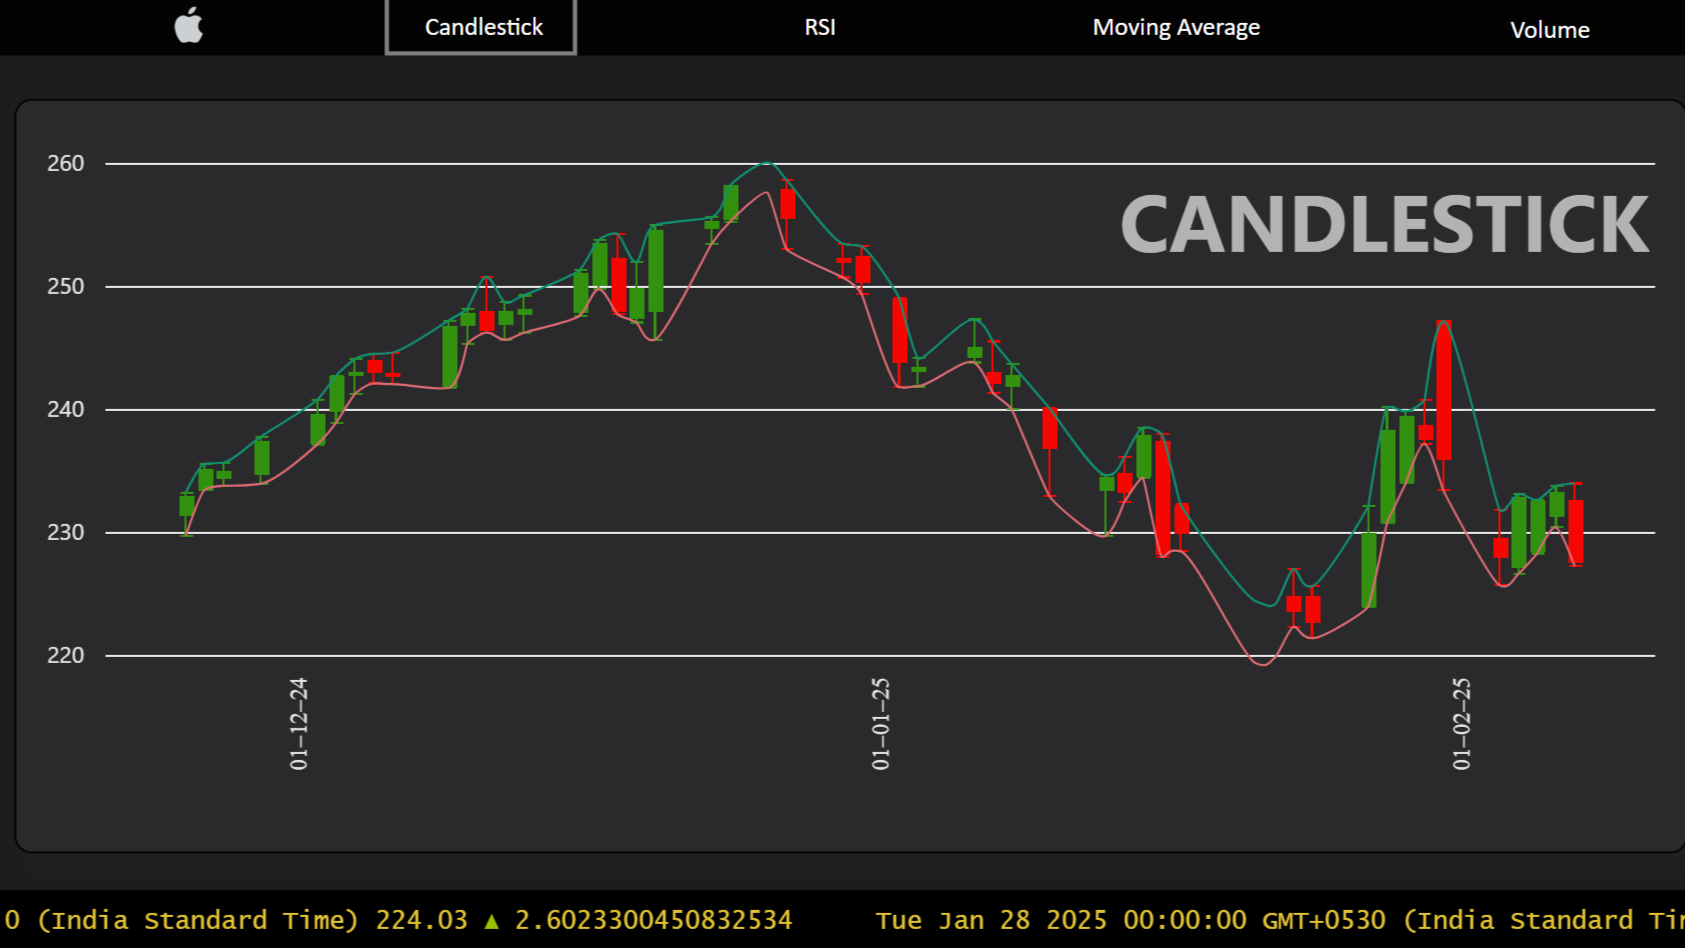 Candlestick
RSI
Moving Average
Volume
CANDLESTICK
260
250
240
230
220
01-12-24
01-01-25
01-02-25
0 (India Standard Time) 224.03 ▲ 2.6023300450832534 Tue Jan 28 2025 00:00:00 GMT+0530 (India Standard Tim